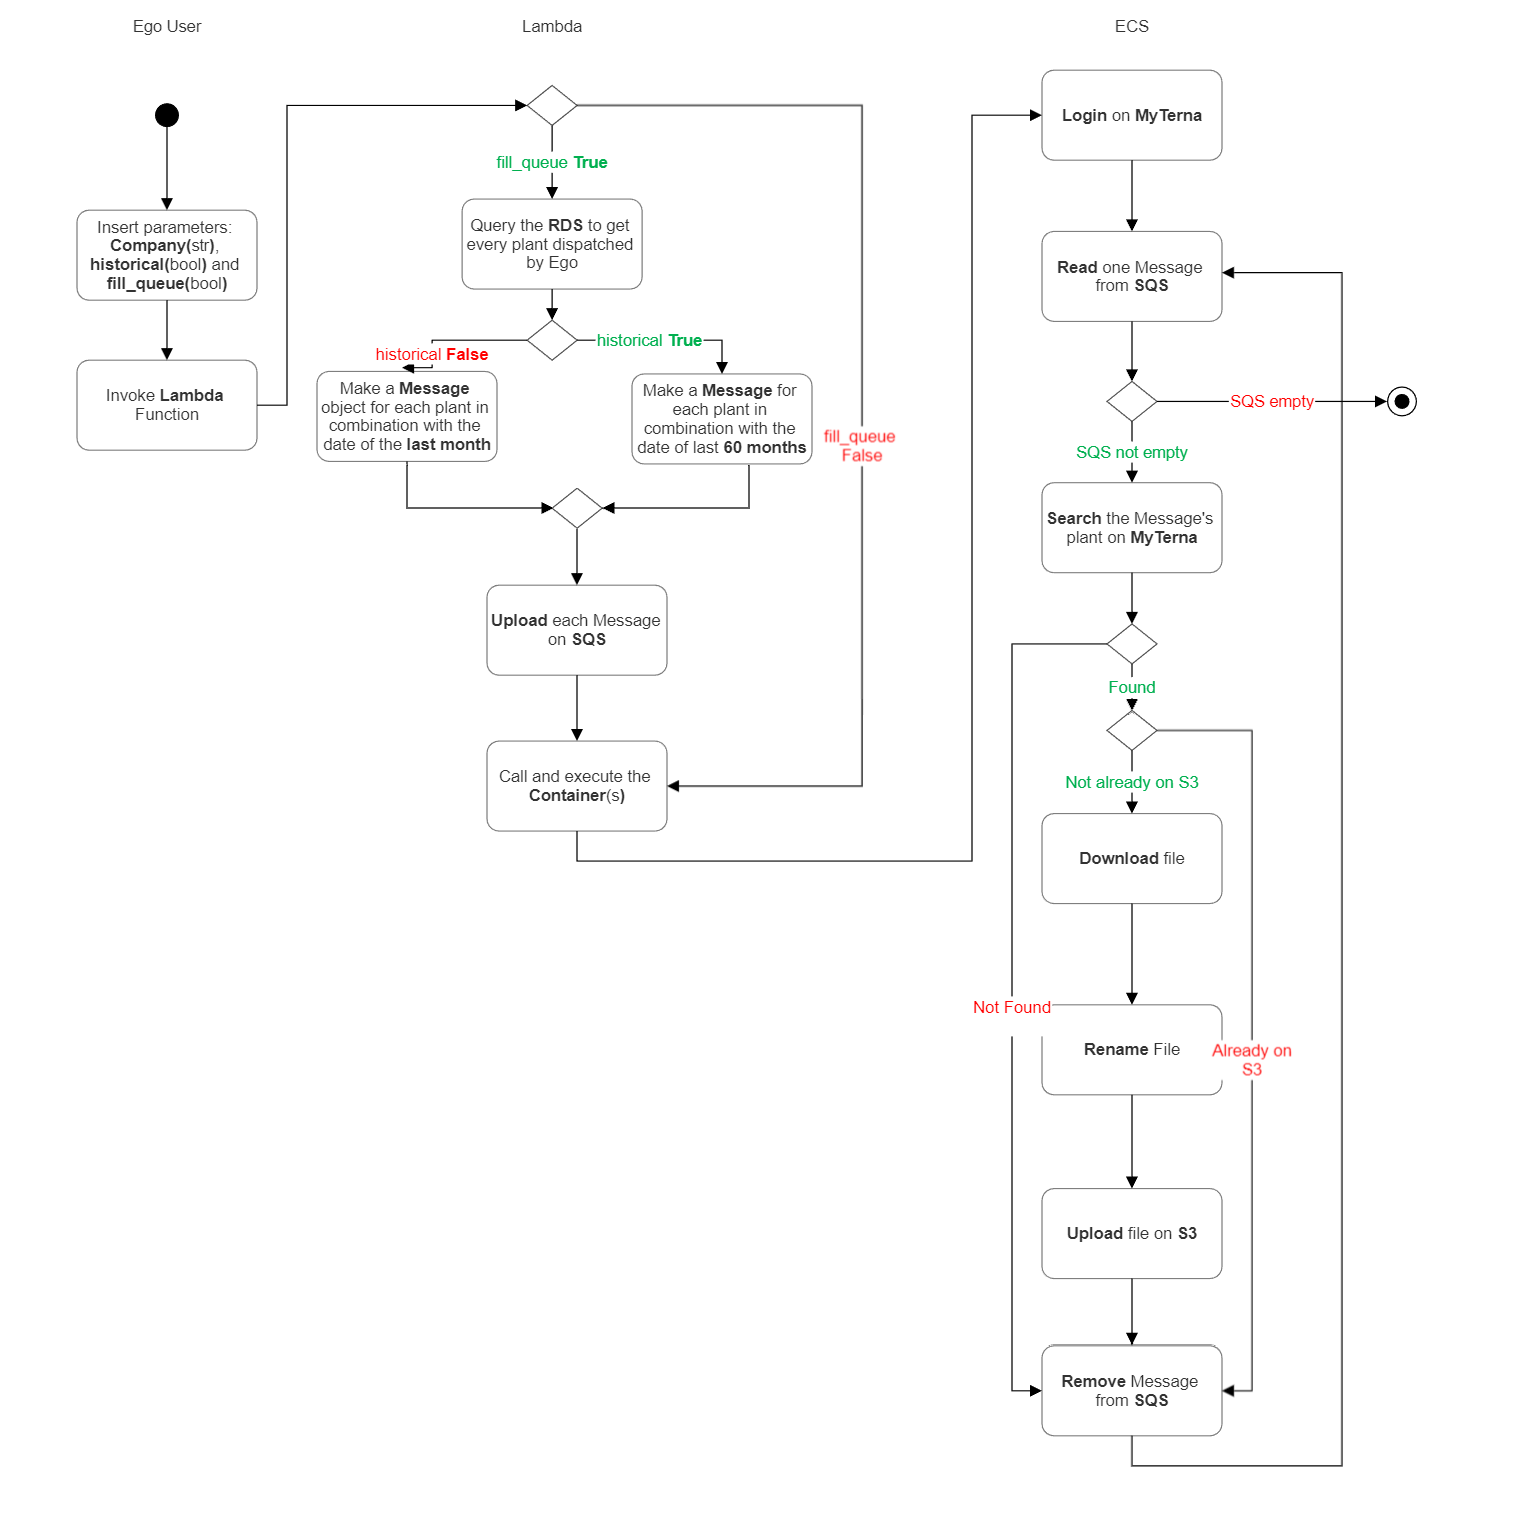 Ego User
Lambda
ECS
Insert parameters:
Company(str),
historical(bool) and
fill_queue(bool)
Invoke Lambda
Function
fill_queue True
Query the RDS to get
every plant dispatched
by Ego
historical False
historical True
Make a Message
object for each plant in
combination with the
date of the last month
Make a Message for
each plant in
combination with the
date of last 60 months
fill_queue
False
Upload each Message
on SQS
Call and execute the
Container(s)
Login on MyTerna
Read one Message
from SQS
SQS empty
SQS not empty
Search the Message's
plant on MyTerna
Found
Not already on S3
Download file
Not Found
Rename File
Already on
S3
Upload file on S3
Remove Message
from SQS